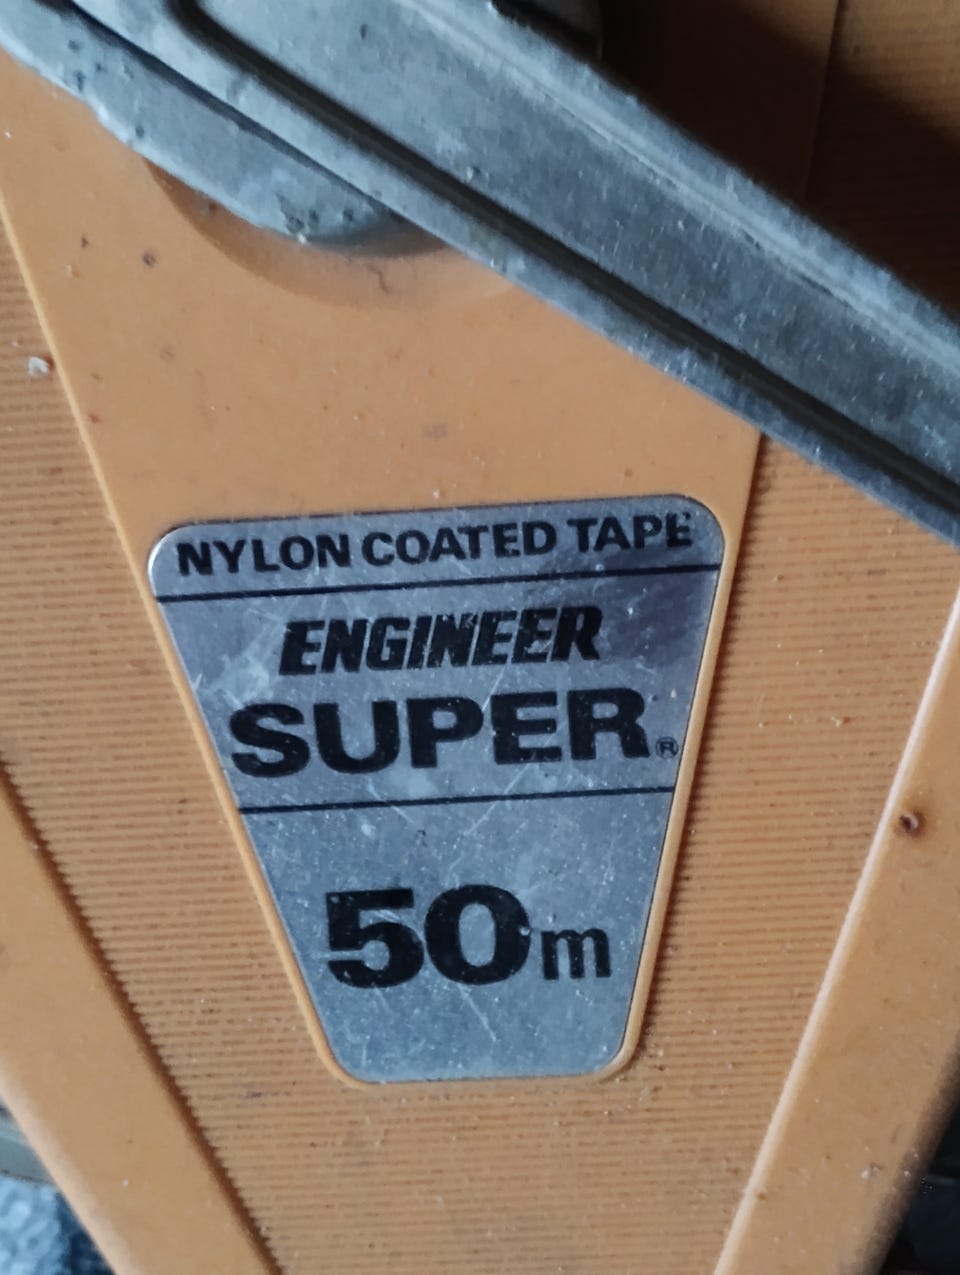 NYLON COATED TAPE
ENGINEER
SUPER®
50m